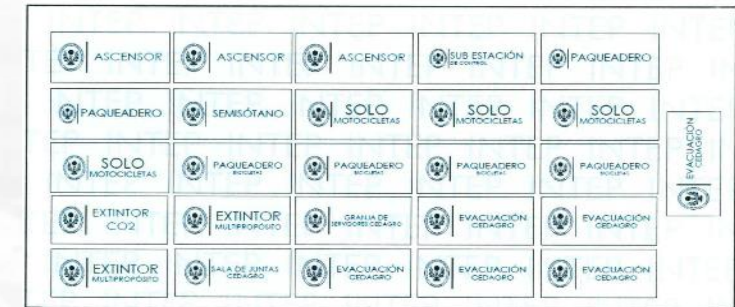 ASCENSOR
ASCENSOR
ASCENSOR
SUB ESTACIÓN
DE CONTROL
PAQUEADERO
PAQUEADERO
SEMISÓTANO
SOLO
MOTOCICLETAS
SOLO
MOTOCICLETAS
SOLO
MOTOCICLETAS
SOLO
MOTOCICLETAS
PAQUEADERO
BICICLETAS
PAQUEADERO
BICICLETAS
PAQUEADERO
BICICLETAS
PAQUEADERO
BICICLETAS
EXTINTOR
CO2
EXTINTOR
MULTIPROPÓSITO
GRANJA DE
SERVIDORES CEDAGRO
EVACUACIÓN
CEDAGRO
EVACUACIÓN
CEDAGRO
EXTINTOR
MULTIPROPÓSITO
SALA DE JUNTAS
CEDAGRO
EVACUACIÓN
CEDAGRO
EVACUACIÓN
CEDAGRO
EVACUACIÓN
CEDAGRO
EVACUACIÓN
CEDAGRO